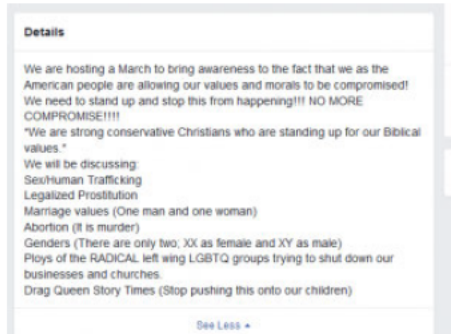 Details
We are hosting a March to bring awareness to the fact that we as the
American people are allowing our values and morals to be compromised!
We need to stand up and stop this from happening!!! NO MORE
COMPROMISE!!!!
"We are strong conservative Christians who are standing up for our Biblical
values."
We will be discussing:
Sex/Human Trafficking
Legalized Prostitution
Marriage values (One man and one woman)
Abortion (It is murder)
Genders (There are only two; XX as female and XY as male)
Ploys of the RADICAL left wing LGBTQ groups trying to shut down our
businesses and churches.
Drag Queen Story Times (Stop pushing this onto our children)
See Less